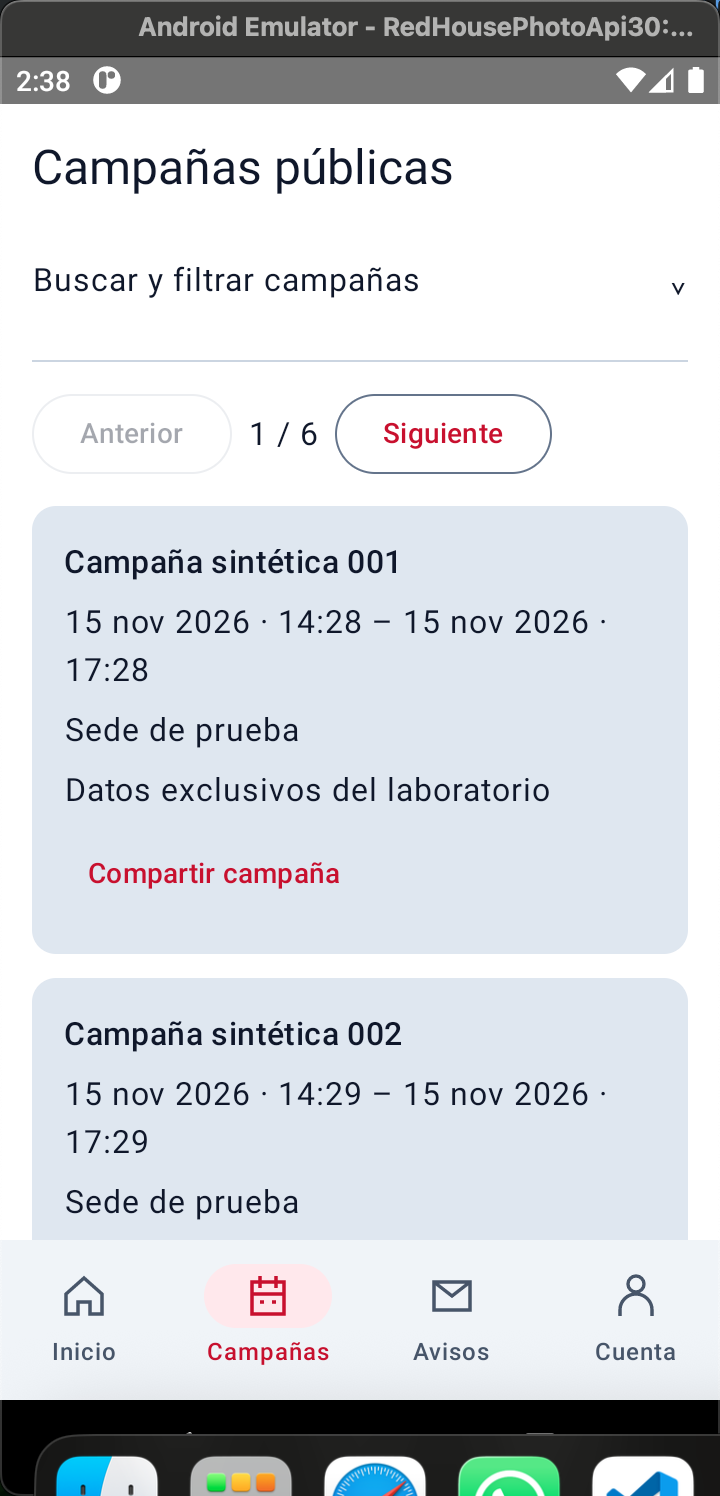 Android Emulator - RedHousePhotoApi30:...
2:38
Campañas públicas
Buscar y filtrar campañas
Anterior 1 / 6 Siguiente
Campaña sintética 001
15 nov 2026 · 14:28 – 15 nov 2026 ·
17:28
Sede de prueba
Datos exclusivos del laboratorio
Compartir campaña
Campaña sintética 002
15 nov 2026 · 14:29 – 15 nov 2026 ·
17:29
Sede de prueba
Inicio Campañas Avisos Cuenta